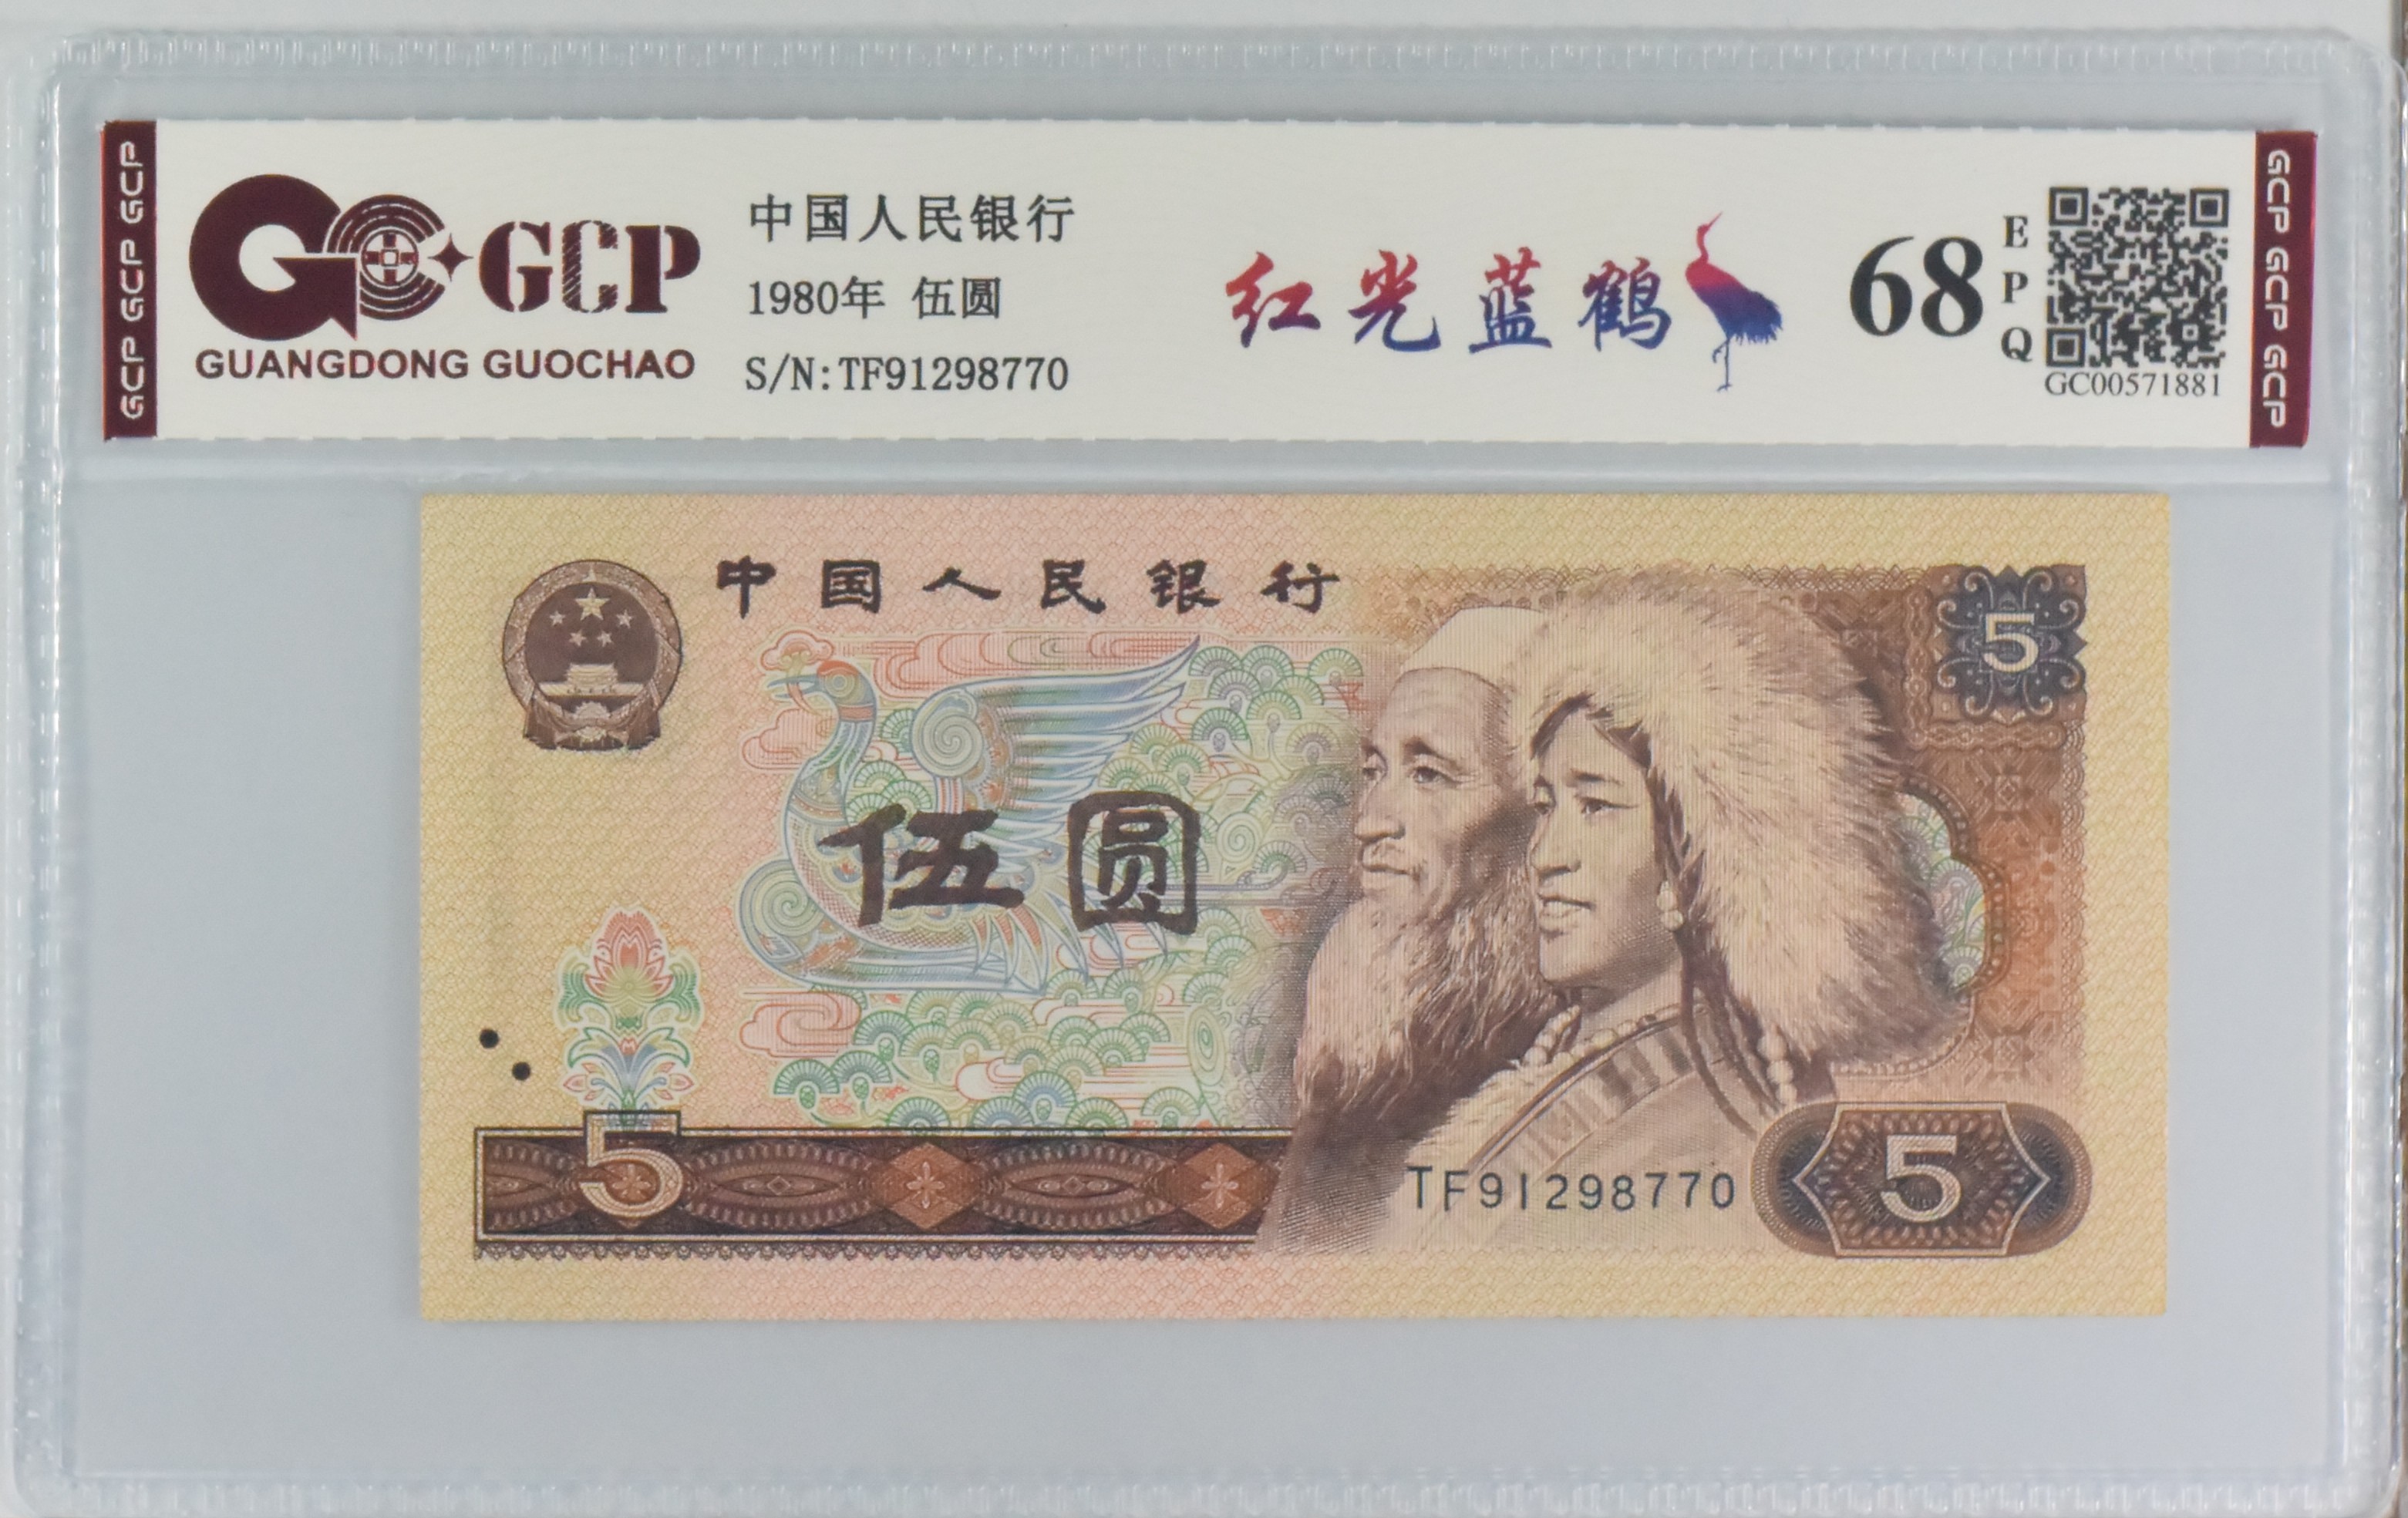 GCP GCP GCP
GCP
GUANGDONG GUOCHAO
中国人民银行
1980年 伍圆
S/N:TF91298770
红光蓝鹤
68
EPQ
GC00571881
GCP GCP GCP
中国人民银行
5
伍圆
5
TF91298770
5